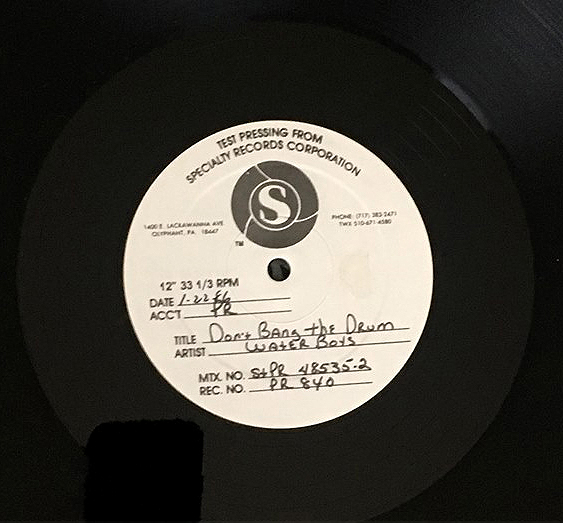 TEST PRESSING FROM
SPECIALTY RECORDS CORPORATION
S
TM
1400 E. LACKAWANNA AVE.
OLYPHANT, PA 18447
PHONE: (717) 383-2471
TWX 510-671-4580
12" 33 1/3 RPM
DATE 1-22 86
ACC'T PR
TITLE Don't Bang the Drum
ARTIST Water Boys
MTX. NO. StPR 48535-2
REC. NO. PR 840